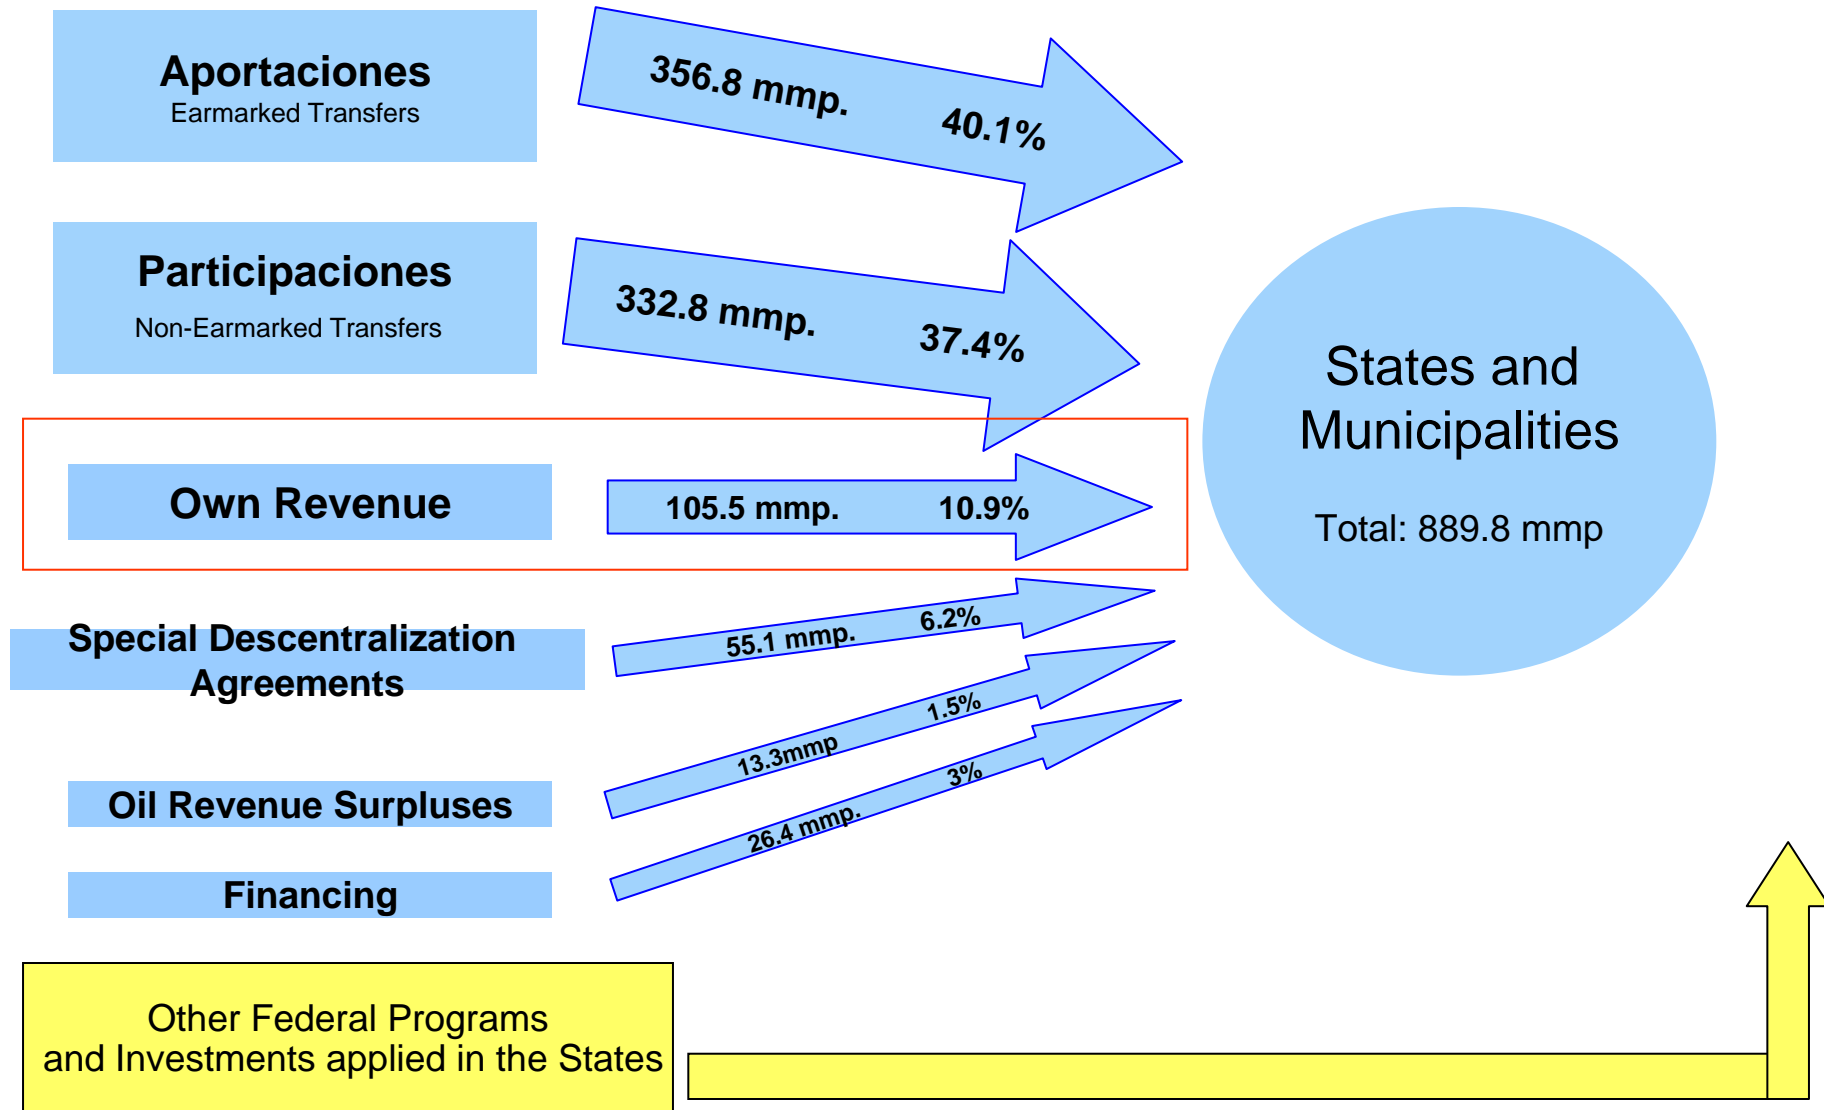 Aportaciones
Earmarked Transfers
356.8 mmp. 40.1%
Participaciones
Non-Earmarked Transfers
332.8 mmp. 37.4%
Own Revenue
105.5 mmp. 10.9%
Special Descentralization
Agreements
55.1 mmp. 6.2%
Oil Revenue Surpluses
13.3mmp 1.5%
Financing
26.4 mmp. 3%
States and
Municipalities
Total: 889.8 mmp
Other Federal Programs
and Investments applied in the States